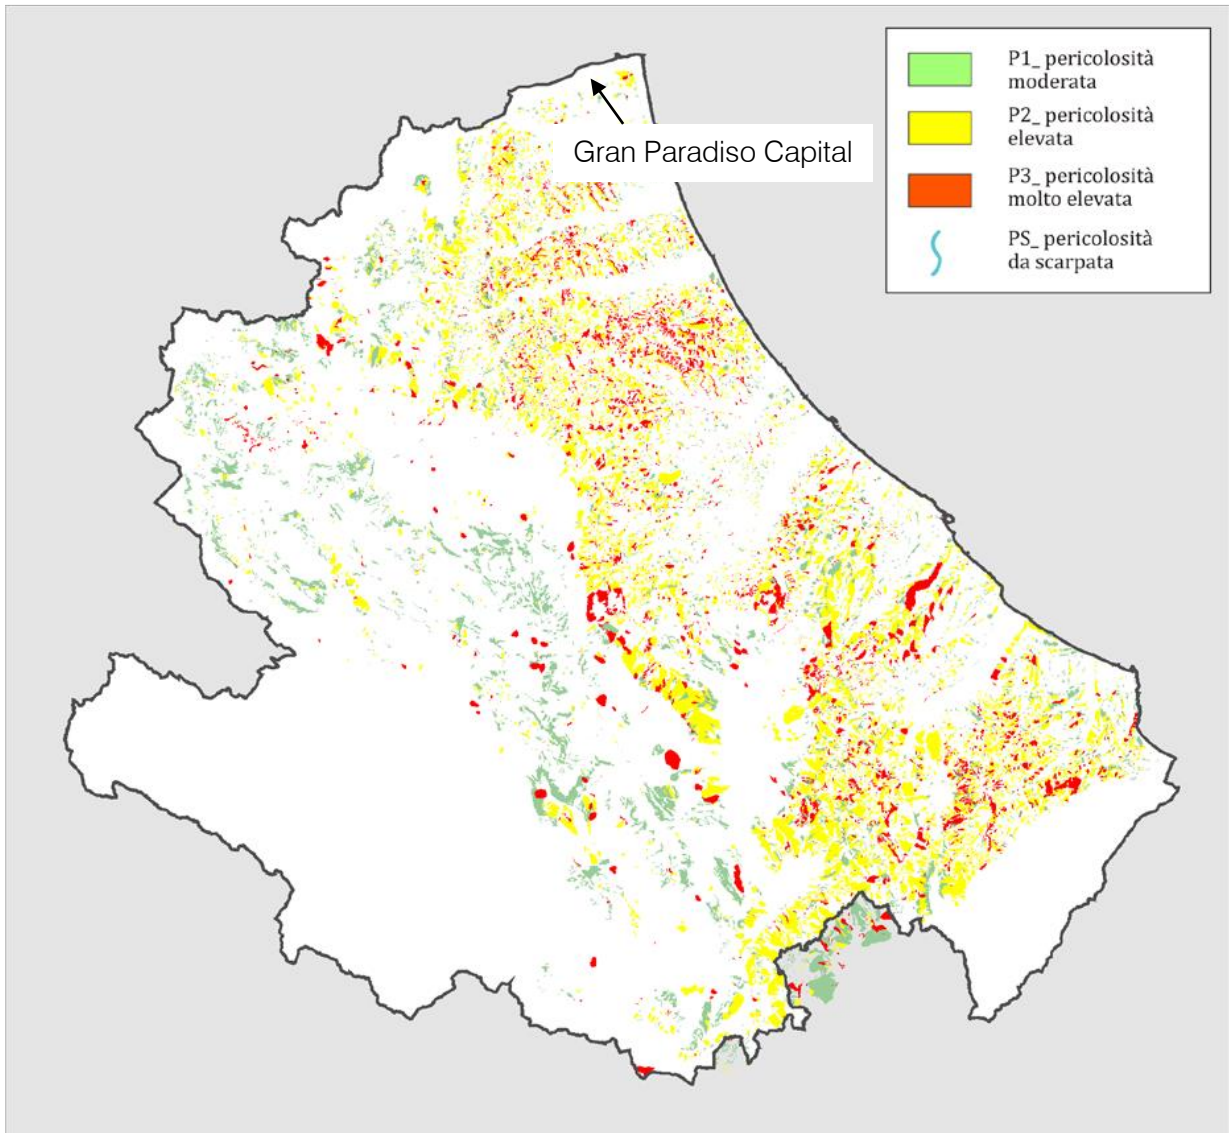 P1_ pericolosità
moderata
P2_ pericolosità
elevata
P3_ pericolosità
molto elevata
PS_ pericolosità
da scarpata
Gran Paradiso Capital